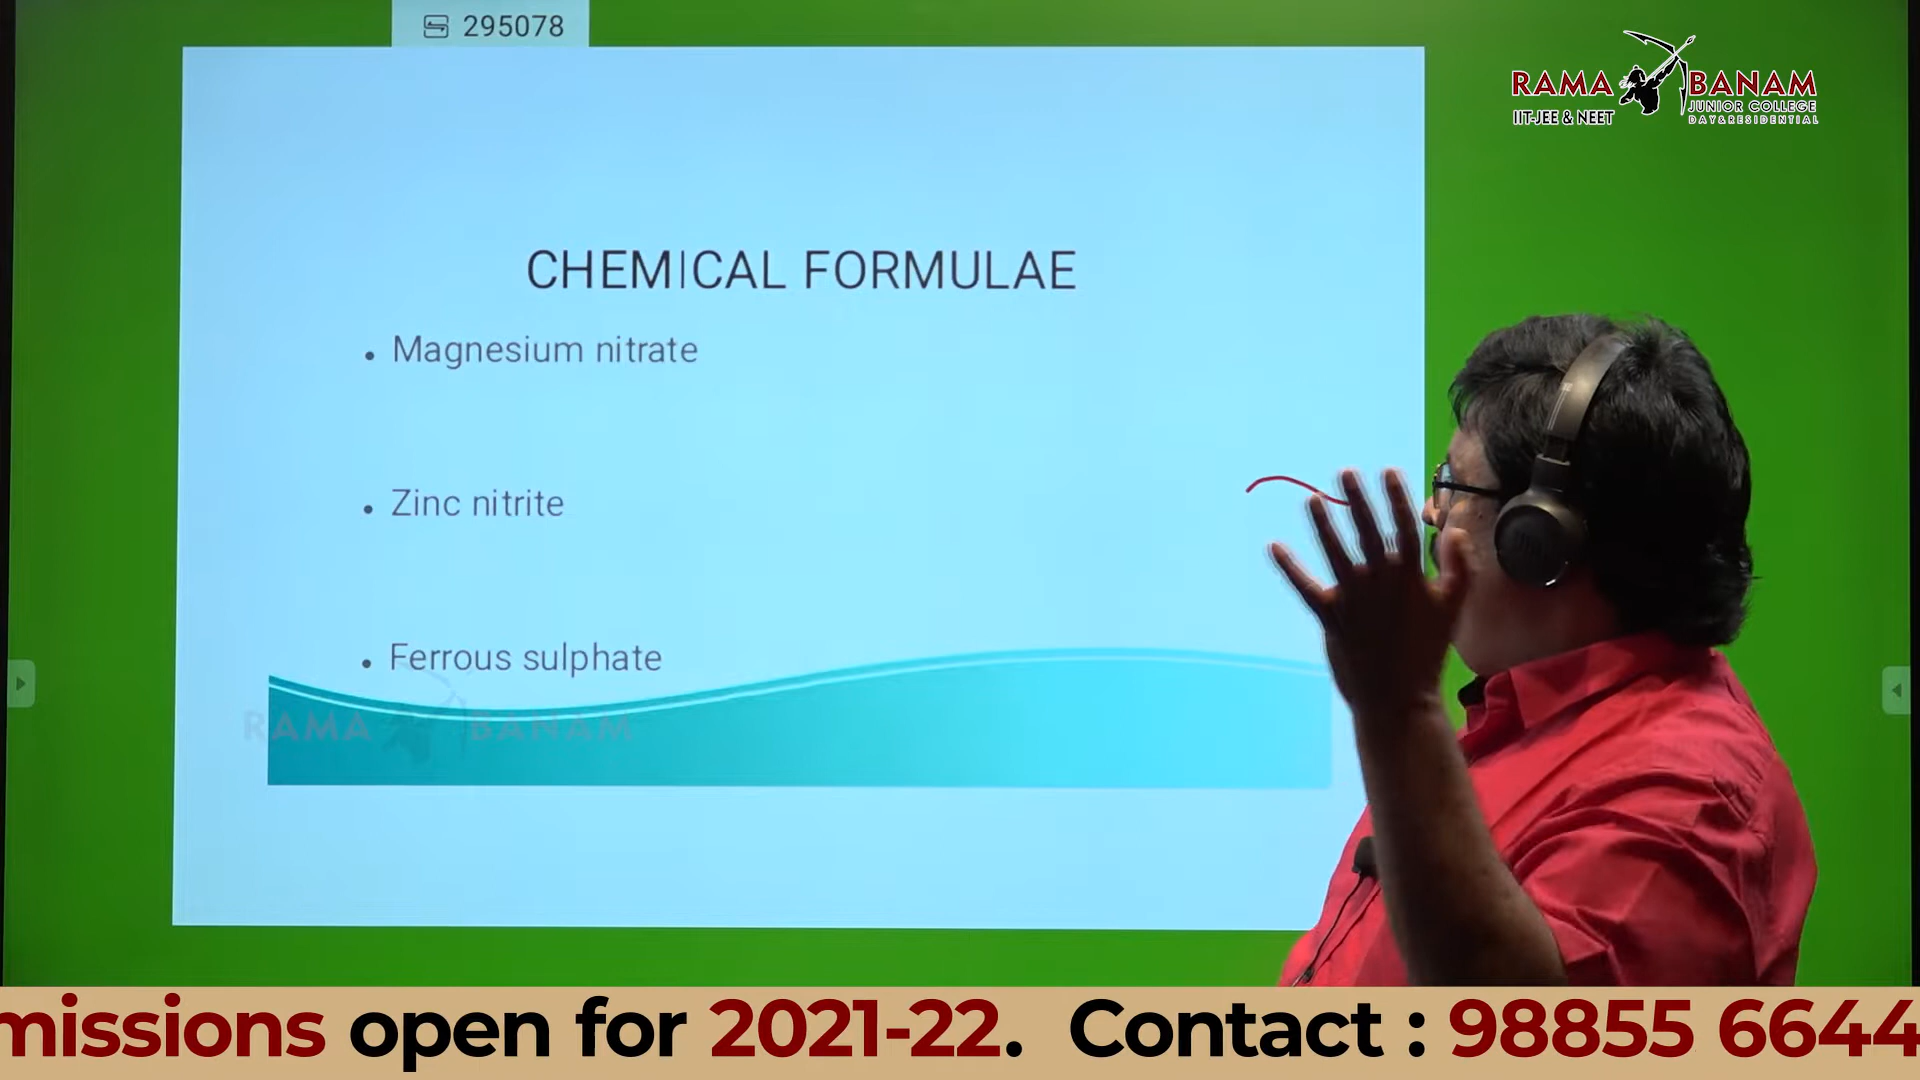 295078
RAMA BANAM
JUNIOR COLLEGE
IIT-JEE & NEET
DAY & RESIDENTIAL
CHEMICAL FORMULAE
• Magnesium nitrate
• Zinc nitrite
• Ferrous sulphate
RAMA BANAM
missions open for 2021-22. Contact : 98855 6644